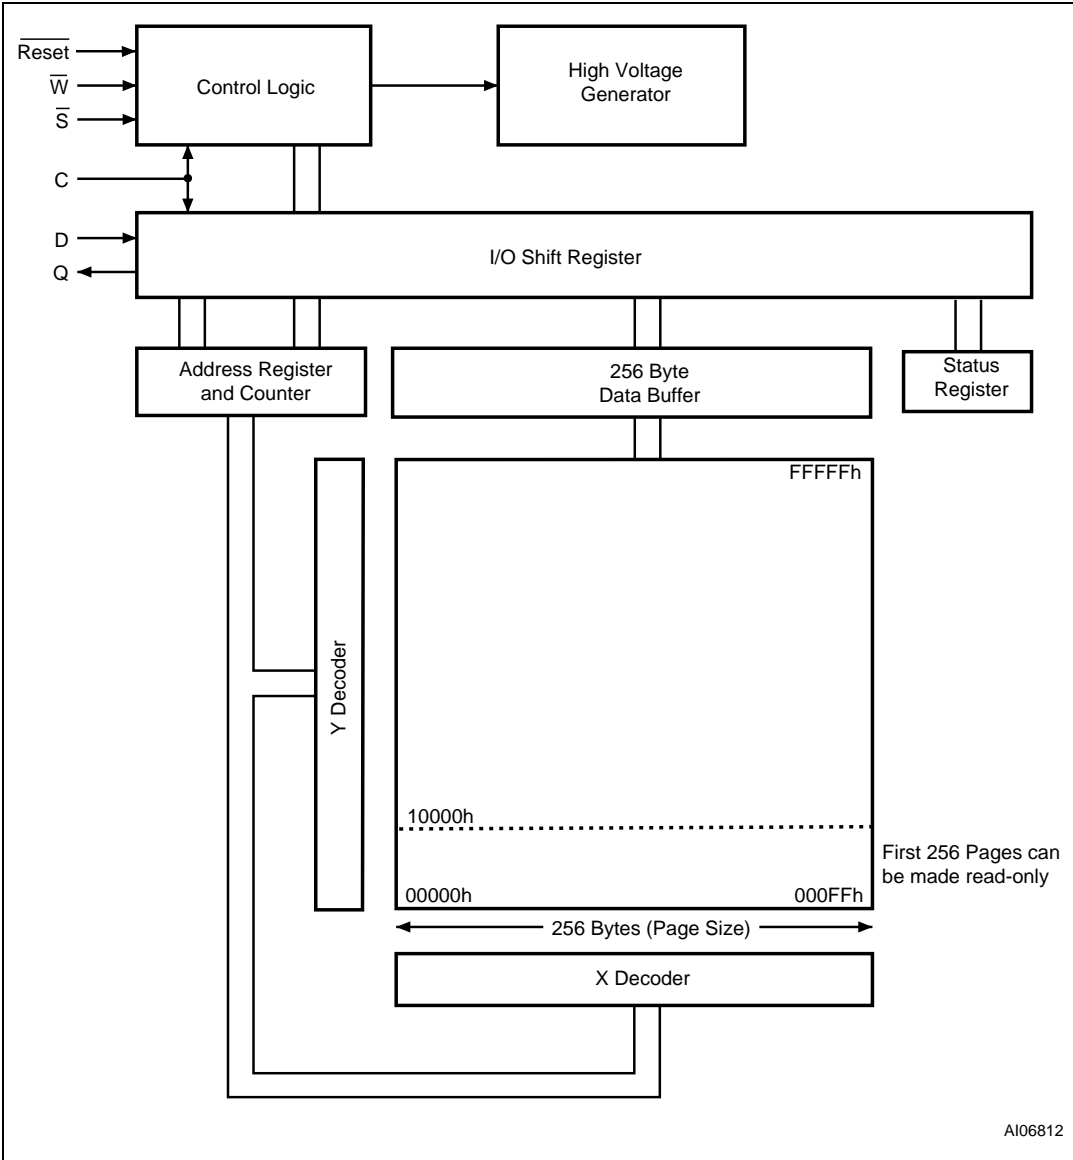 Reset
W
S
C
D
Q
Control Logic
High Voltage
Generator
I/O Shift Register
Address Register
and Counter
256 Byte
Data Buffer
Status
Register
Y Decoder
FFFFFh
10000h
00000h
000FFh
First 256 Pages can
be made read-only
256 Bytes (Page Size)
X Decoder
AI06812